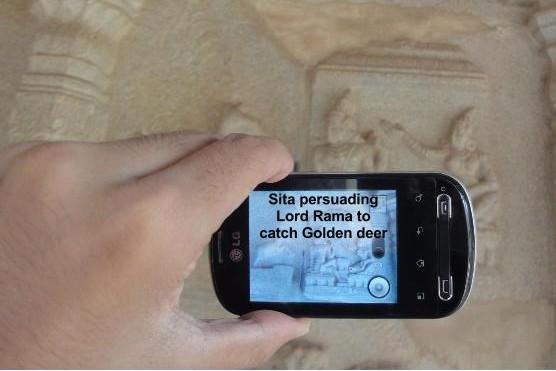 Sita persuading
Lord Rama to
catch Golden deer
LG